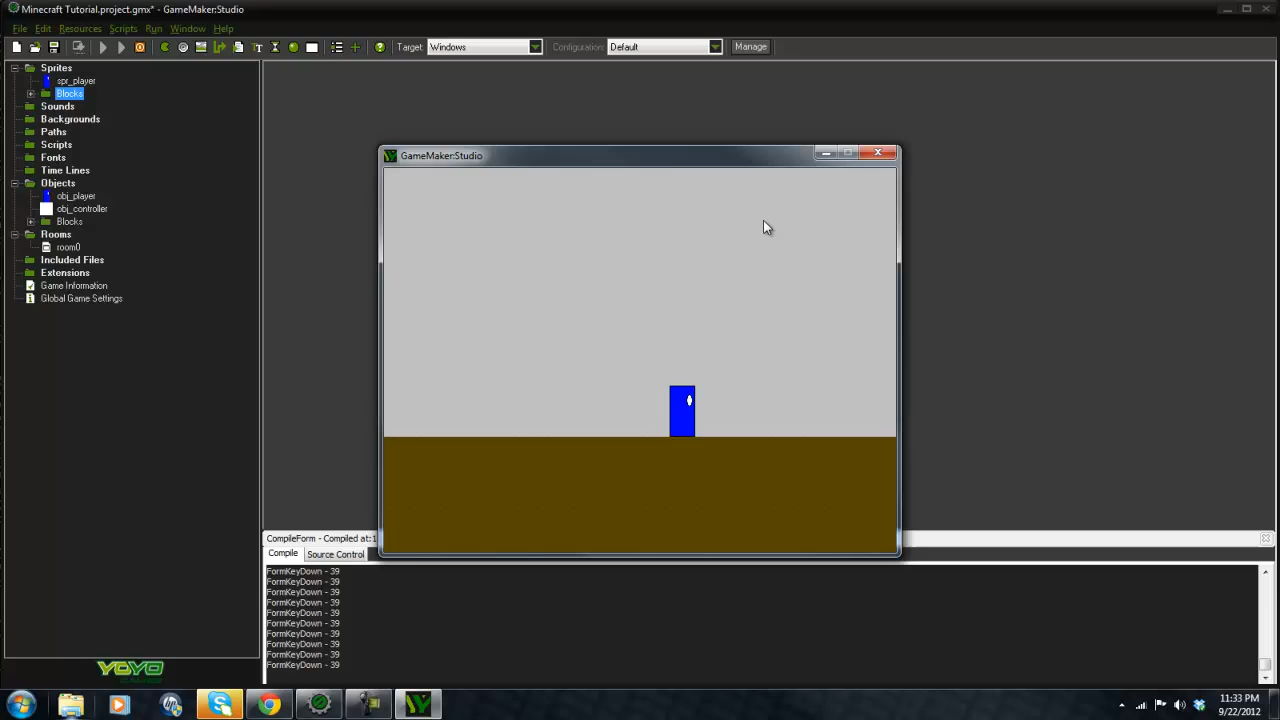 Minecraft Tutorial.project.gmx* - GameMaker:Studio
File Edit Resources Scripts Run Window Help
Target: Windows Configuration: Default Manage
Sprites
spr_player
Blocks
Sounds
Backgrounds
Paths
Scripts
Fonts
Time Lines
Objects
obj_player
obj_controller
Blocks
Rooms
room0
Included Files
Extensions
Game Information
Global Game Settings
YOYO
GAMES
GameMaker:Studio
CompileForm - Compiled at:1
Compile Source Control
FormKeyDown - 39
FormKeyDown - 39
FormKeyDown - 39
FormKeyDown - 39
FormKeyDown - 39
FormKeyDown - 39
FormKeyDown - 39
FormKeyDown - 39
FormKeyDown - 39
FormKeyDown - 39
11:33 PM
9/22/2012